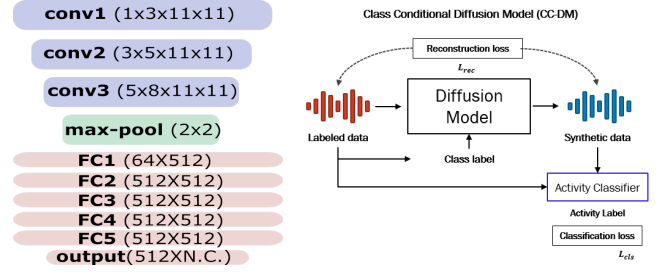 conv1 (1x3x11x11)
conv2 (3x5x11x11)
conv3 (5x8x11x11)
max-pool (2x2)
FC1 (64X512)
FC2 (512X512)
FC3 (512X512)
FC4 (512X512)
FC5 (512X512)
output(512XN.C.)
Class Conditional Diffusion Model (CC-DM)
Reconstruction loss
L_rec
Diffusion
Model
Labeled data
Synthetic data
Class label
Activity Classifier
Activity Label
Classification loss
L_cls